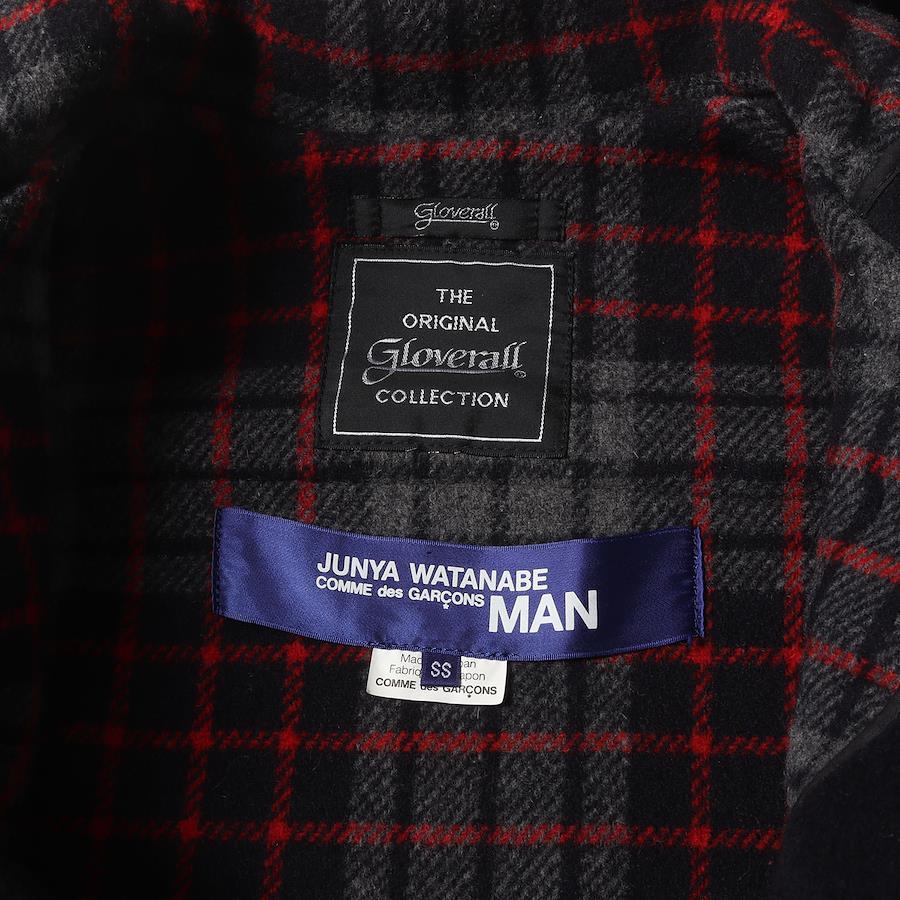 Gloverall
THE
ORIGINAL
Gloverall
COLLECTION
JUNYA WATANABE
COMME des GARÇONS MAN
SS
COMME des GARÇONS